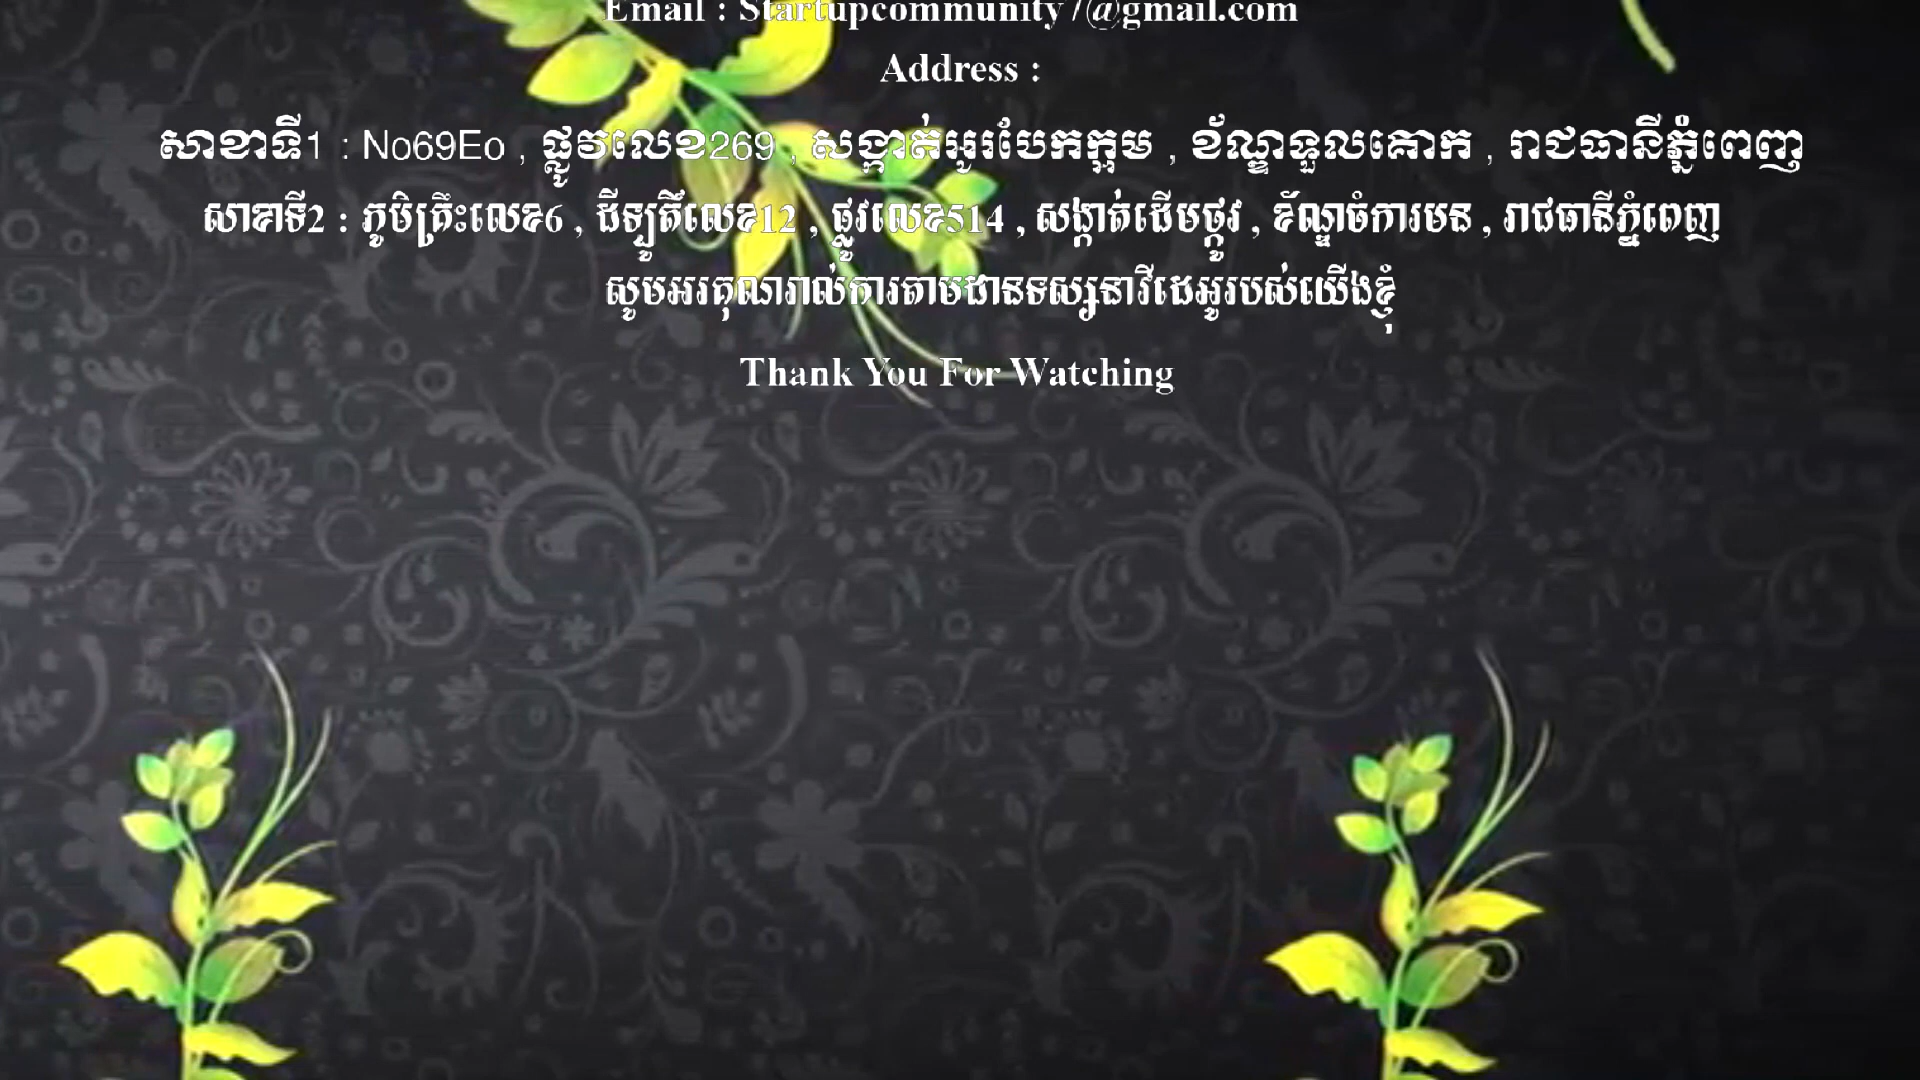 Email : Startupcommunity7@gmail.com
Address :
សាខាទី1 : No69Eo , ផ្លូវលេខ269 , សង្កាត់អូរបែកក្អម , ខ័ណ្ឌទួលគោក , រាជធានីភ្នំពេញ
សាខាទី2 : ភូមិគ្រឹះលេខ6 , ដីឡូតិ៍លេខ12 , ផ្លូវលេខ514 , សង្កាត់ដើមថ្កូវ , ខ័ណ្ឌចំការមន , រាជធានីភ្នំពេញ
សូមអរគុណរាល់ការតាមដានទស្សនាវីដេអូរបស់យើងខ្ញុំ
Thank You For Watching